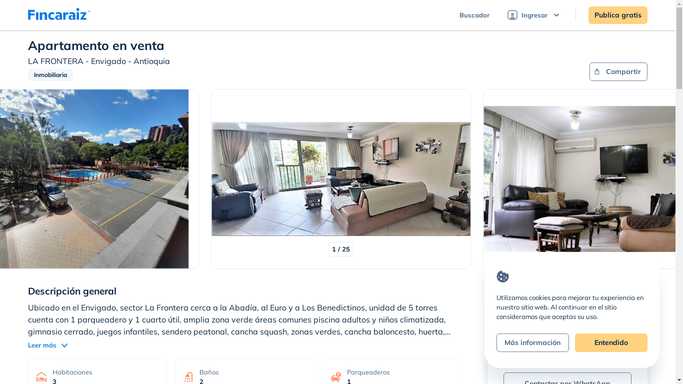 Fincaraiz
Buscador
Ingresar
Publica gratis
Apartamento en venta
LA FRONTERA - Envigado - Antioquia
Inmobiliaria
Compartir
1 / 25
Descripción general
Ubicado en el Envigado, sector La Frontera cerca a la Abadía, al Euro y a Los Benedictinos, unidad de 5 torres
cuenta con 1 parqueadero y 1 cuarto útil, amplia zona verde áreas comunes piscina adultos y niños climatizada,
gimnasio cerrado, juegos infantiles, sendero peatonal, cancha squash, zonas verdes, cancha baloncesto, huerta,...
Leer más
Habitaciones
3
Baños
2
Parqueaderos
1
Utilizamos cookies para mejorar tu experiencia en
nuestro sitio web. Al continuar en el sitio
consideramos que aceptas su uso.
Más información
Entendido
Contactar por WhatsApp